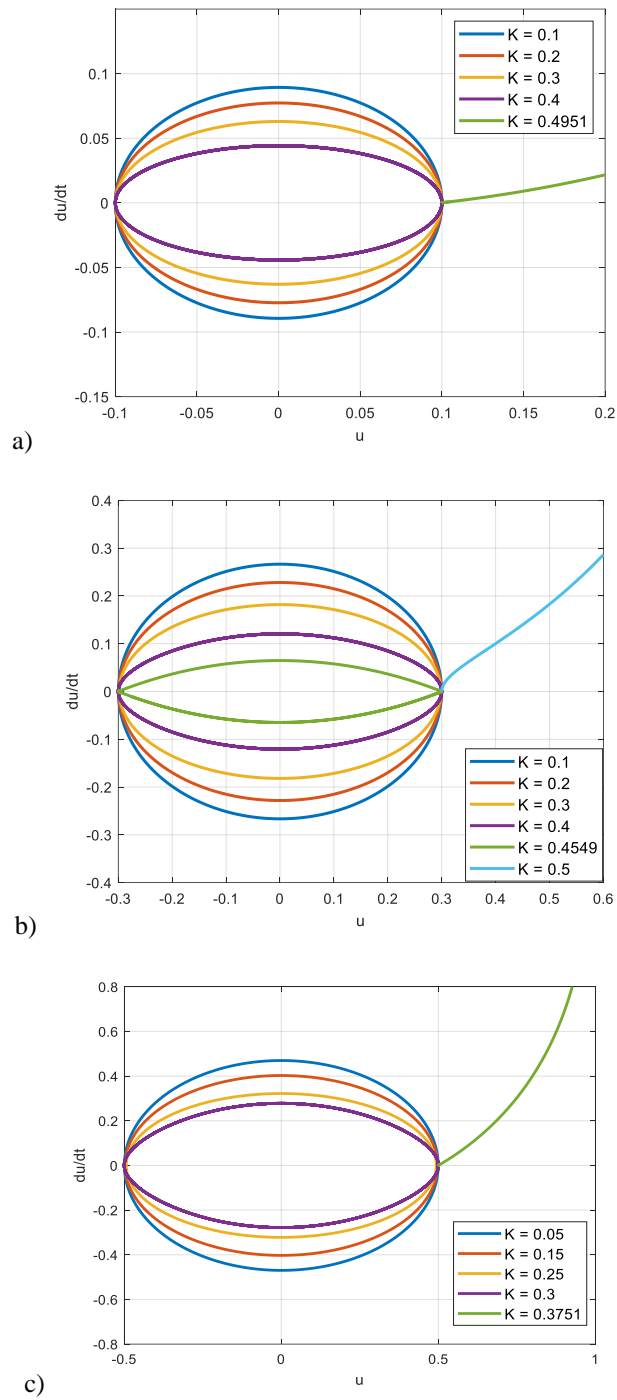 0.1
0.05
0
-0.05
-0.1
-0.15
du/dt
-0.1 -0.05 0 0.05 0.1 0.15 0.2
u
K = 0.1
K = 0.2
K = 0.3
K = 0.4
K = 0.4951
a)
0.4
0.3
0.2
0.1
0
-0.1
-0.2
-0.3
-0.4
du/dt
-0.3 -0.2 -0.1 0 0.1 0.2 0.3 0.4 0.5 0.6
u
K = 0.1
K = 0.2
K = 0.3
K = 0.4
K = 0.4549
K = 0.5
b)
0.8
0.6
0.4
0.2
0
-0.2
-0.4
-0.6
-0.8
du/dt
-0.5 0 0.5 1
u
K = 0.05
K = 0.15
K = 0.25
K = 0.3
K = 0.3751
c)